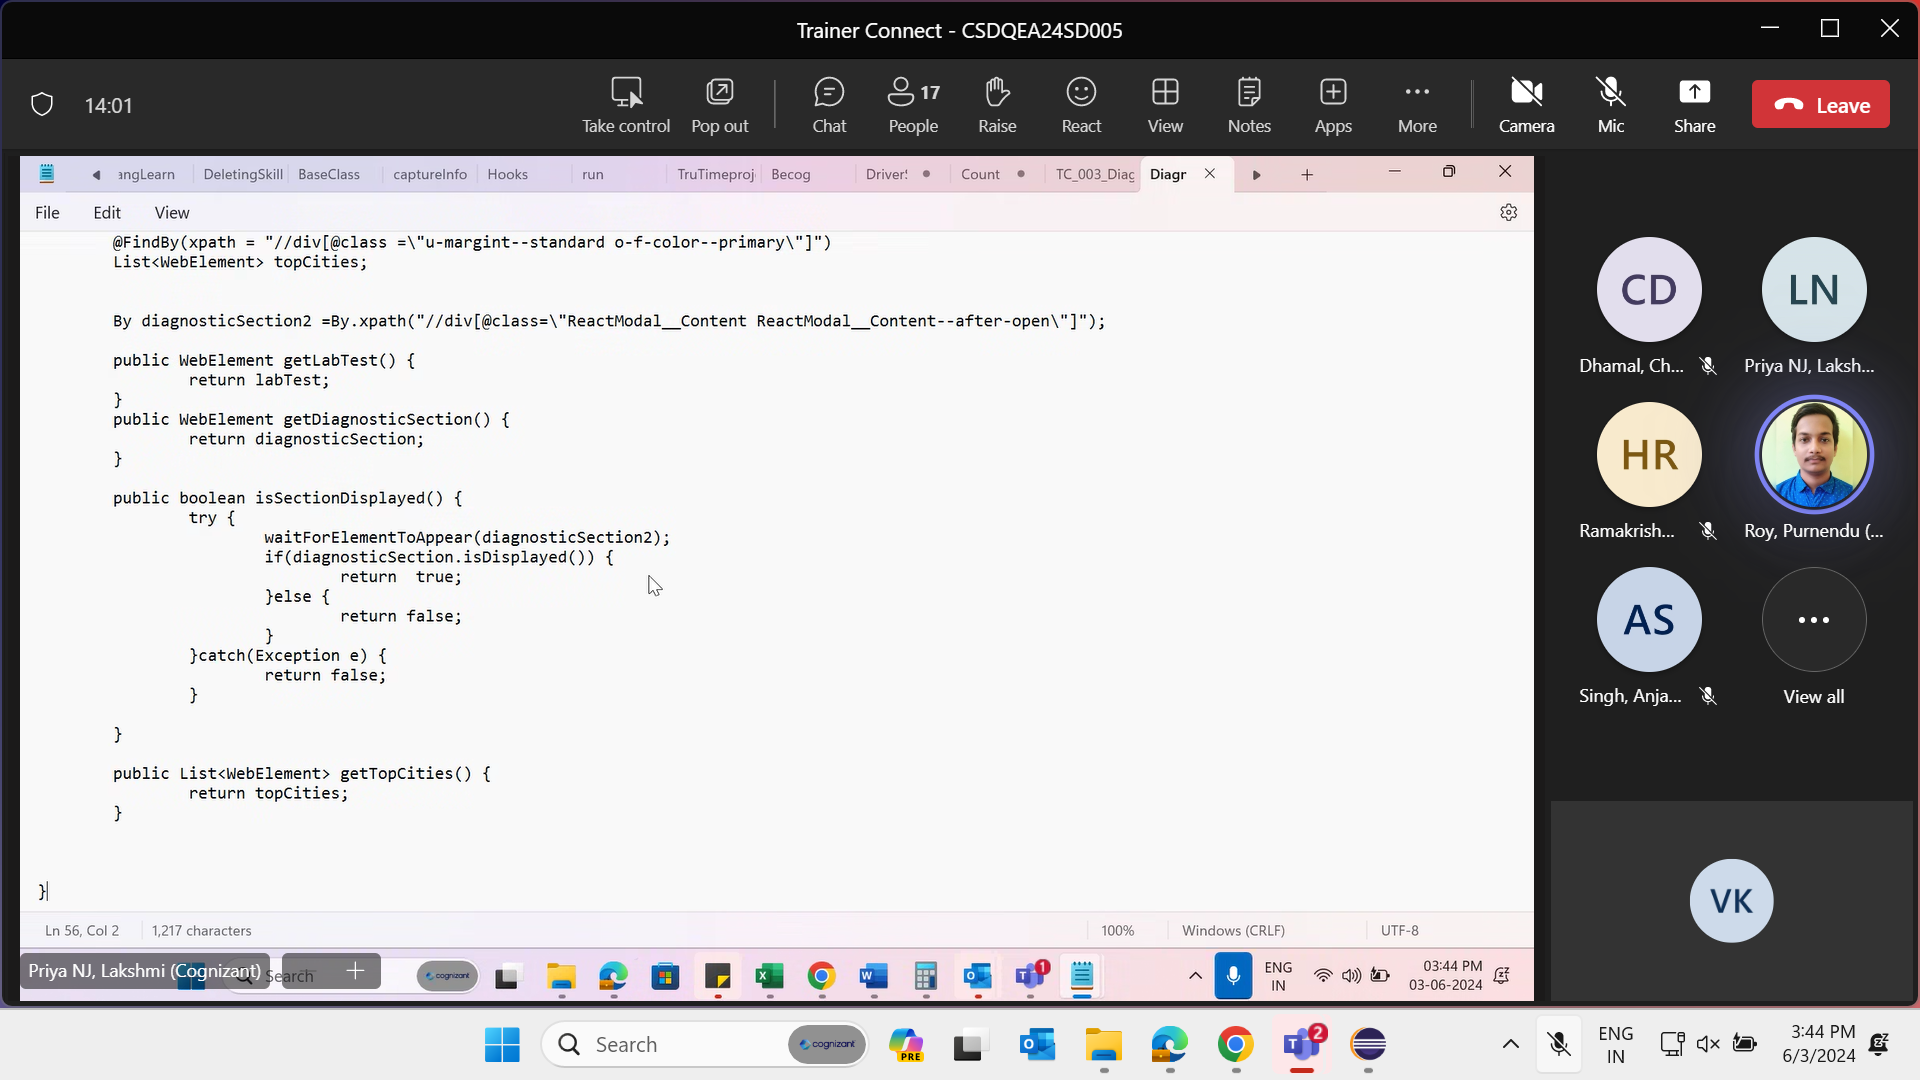 Trainer Connect - CSDQEA24SD005
14:01
Take control
Pop out
Chat
17
People
Raise
React
View
Notes
Apps
More
Camera
Mic
Share
Leave
angLearn
DeletingSkill
BaseClass
captureInfo
Hooks
run
TruTimeproj
Becog
Driver!
Count
TC_003_Diag
Diagr
File Edit View
@FindBy(xpath = "//div[@class =\"u-margint--standard o-f-color--primary\"]")
List<WebElement> topCities;
By diagnosticSection2 =By.xpath("//div[@class=\"ReactModal__Content ReactModal__Content--after-open\"]");
public WebElement getLabTest() {
return labTest;
}
public WebElement getDiagnosticSection() {
return diagnosticSection;
}
public boolean isSectionDisplayed() {
try {
waitForElementToAppear(diagnosticSection2);
if(diagnosticSection.isDisplayed()) {
return  true;
}else {
return false;
}
}catch(Exception e) {
return false;
}
}
public List<WebElement> getTopCities() {
return topCities;
}
}
Ln 56, Col 2
1,217 characters
100%
Windows (CRLF)
UTF-8
Priya NJ, Lakshmi (Cognizant)
Search
cognizant
1
ENG
IN
03:44 PM
03-06-2024
CD
Dhamal, Ch...
LN
Priya NJ, Laksh...
HR
Ramakrish...
Roy, Purnendu (...
AS
Singh, Anja...
View all
VK
Search
cognizant
PRE
2
ENG
IN
3:44 PM
6/3/2024